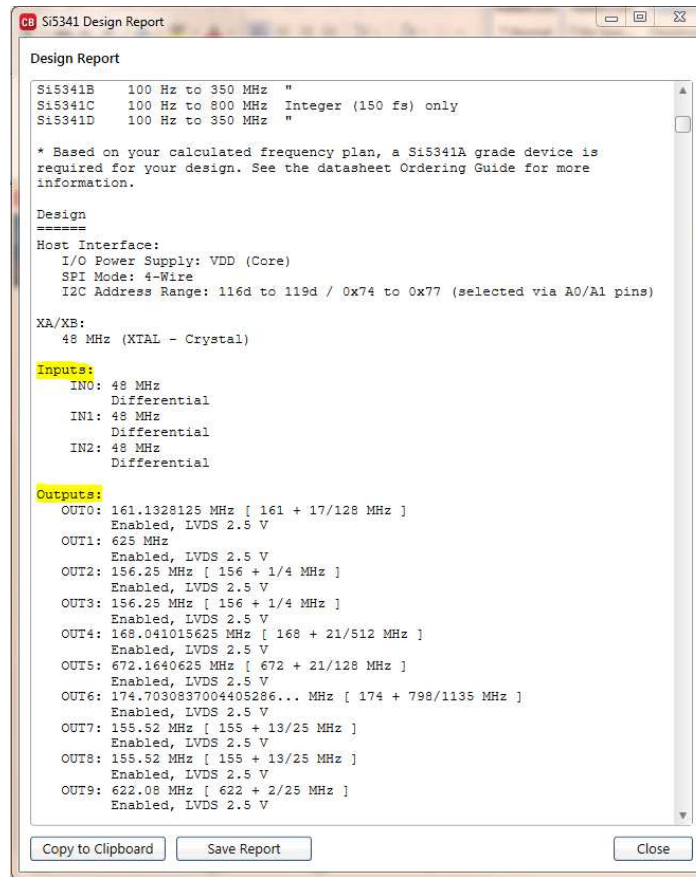 CB Si5341 Design Report
Design Report
Si5341B 100 Hz to 350 MHz "
Si5341C 100 Hz to 800 MHz Integer (150 fs) only
Si5341D 100 Hz to 350 MHz "
* Based on your calculated frequency plan, a Si5341A grade device is
required for your design. See the datasheet Ordering Guide for more
information.
Design
======
Host Interface:
I/O Power Supply: VDD (Core)
SPI Mode: 4-Wire
I2C Address Range: 116d to 119d / 0x74 to 0x77 (selected via A0/A1 pins)
XA/XB:
48 MHz (XTAL - Crystal)
Inputs:
IN0: 48 MHz
Differential
IN1: 48 MHz
Differential
IN2: 48 MHz
Differential
Outputs:
OUT0: 161.1328125 MHz [ 161 + 17/128 MHz ]
Enabled, LVDS 2.5 V
OUT1: 625 MHz
Enabled, LVDS 2.5 V
OUT2: 156.25 MHz [ 156 + 1/4 MHz ]
Enabled, LVDS 2.5 V
OUT3: 156.25 MHz [ 156 + 1/4 MHz ]
Enabled, LVDS 2.5 V
OUT4: 168.041015625 MHz [ 168 + 21/512 MHz ]
Enabled, LVDS 2.5 V
OUT5: 672.1640625 MHz [ 672 + 21/128 MHz ]
Enabled, LVDS 2.5 V
OUT6: 174.7030837004405286... MHz [ 174 + 798/1135 MHz ]
Enabled, LVDS 2.5 V
OUT7: 155.52 MHz [ 155 + 13/25 MHz ]
Enabled, LVDS 2.5 V
OUT8: 155.52 MHz [ 155 + 13/25 MHz ]
Enabled, LVDS 2.5 V
OUT9: 622.08 MHz [ 622 + 2/25 MHz ]
Enabled, LVDS 2.5 V
Copy to Clipboard Save Report Close